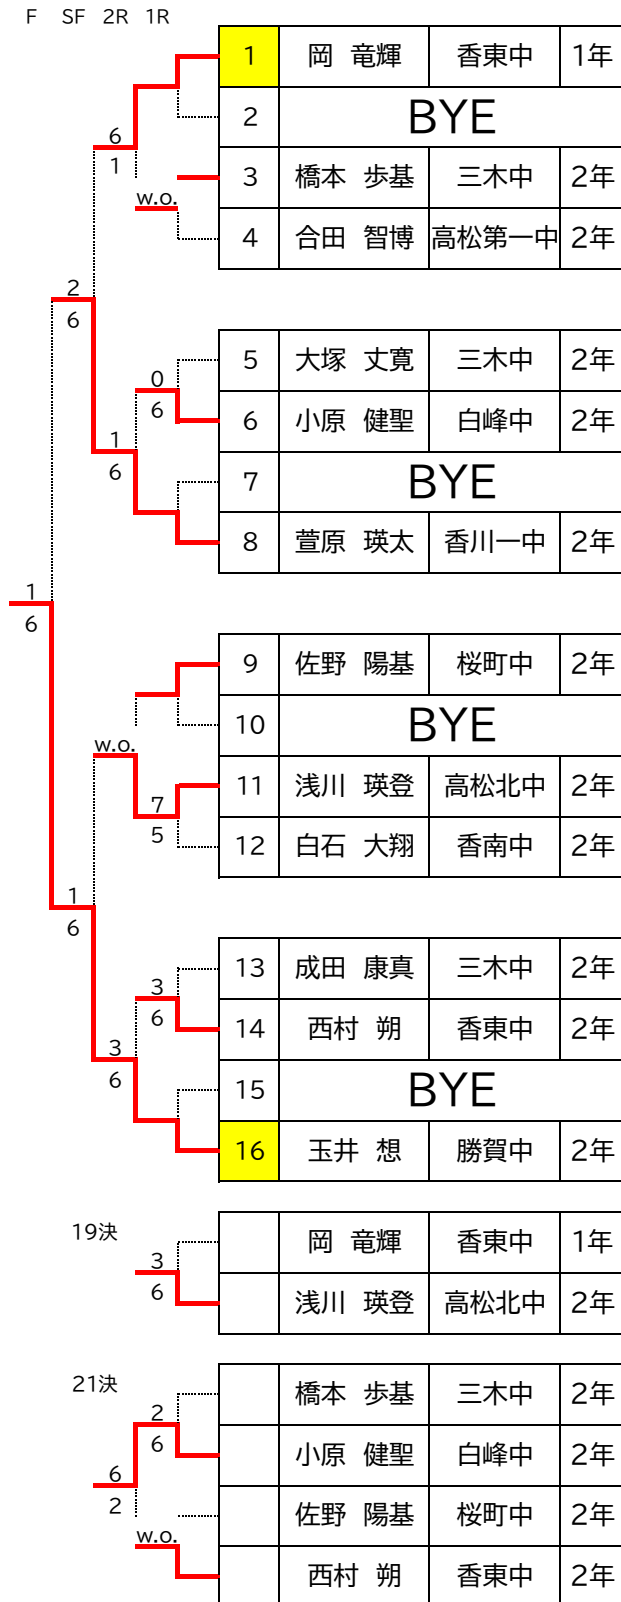 F SF 2R 1R
1 岡 竜輝 香東中 1年
2 BYE
6
1
3 橋本 歩基 三木中 2年
w.o.
4 合田 智博 高松第一中 2年
2
6
5 大塚 丈寛 三木中 2年
0
6
6 小原 健聖 白峰中 2年
1
6
7 BYE
8 萱原 瑛太 香川一中 2年
1
6
9 佐野 陽基 桜町中 2年
10 BYE
w.o.
11 浅川 瑛登 高松北中 2年
7
5
12 白石 大翔 香南中 2年
1
6
13 成田 康真 三木中 2年
3
6
14 西村 朔 香東中 2年
3
6
15 BYE
16 玉井 想 勝賀中 2年
19決
岡 竜輝 香東中 1年
3
6
浅川 瑛登 高松北中 2年
21決
橋本 歩基 三木中 2年
2
6
小原 健聖 白峰中 2年
6
2
佐野 陽基 桜町中 2年
w.o.
西村 朔 香東中 2年